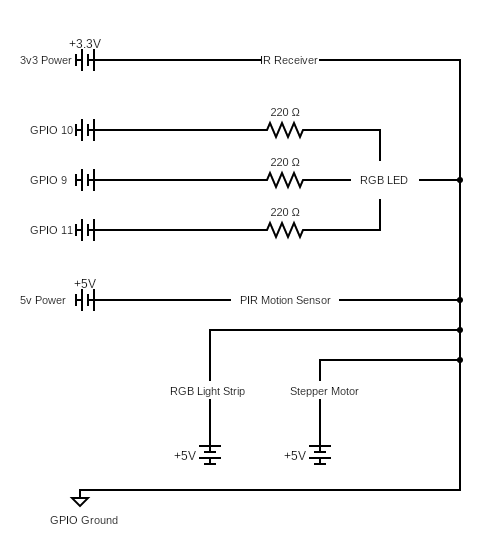 +3.3V
3v3 Power
IR Receiver
220 Ω
GPIO 10
220 Ω
GPIO 9
RGB LED
220 Ω
GPIO 11
+5V
5v Power
PIR Motion Sensor
RGB Light Strip
Stepper Motor
+5V
+5V
GPIO Ground